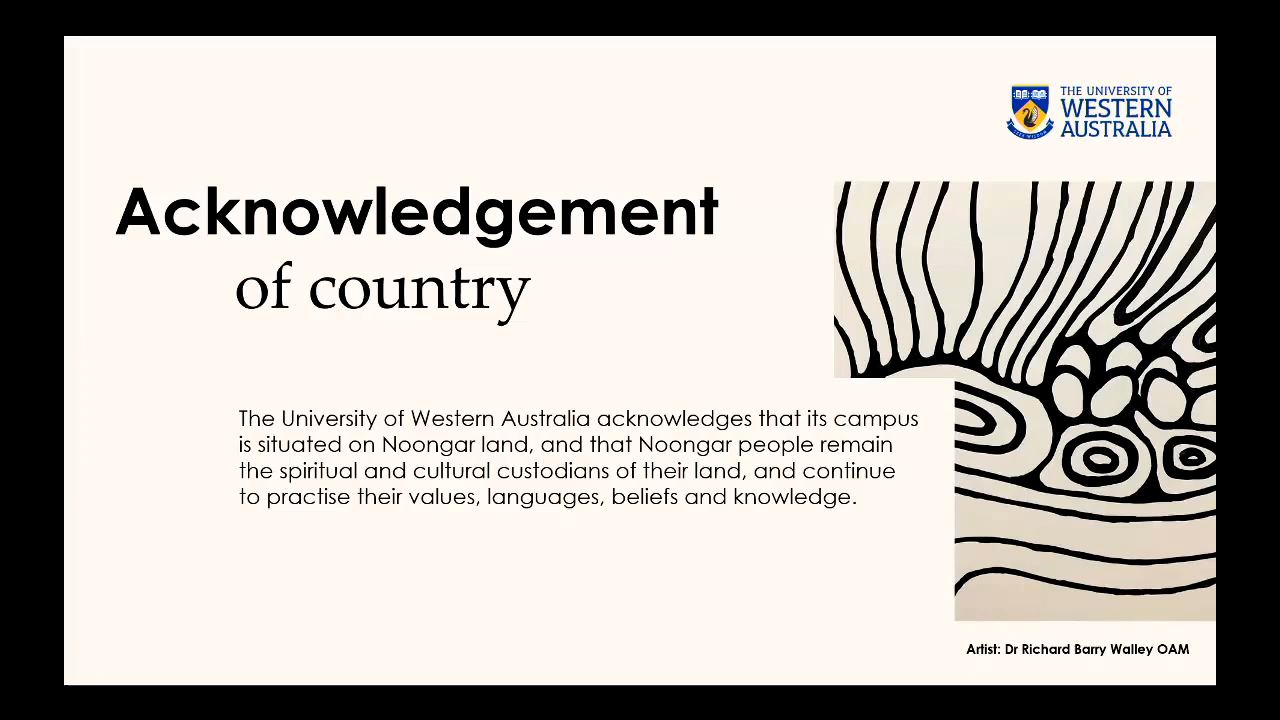 THE UNIVERSITY OF
WESTERN
AUSTRALIA
Acknowledgement
of country
The University of Western Australia acknowledges that its campus
is situated on Noongar land, and that Noongar people remain
the spiritual and cultural custodians of their land, and continue
to practise their values, languages, beliefs and knowledge.
Artist: Dr Richard Barry Walley OAM